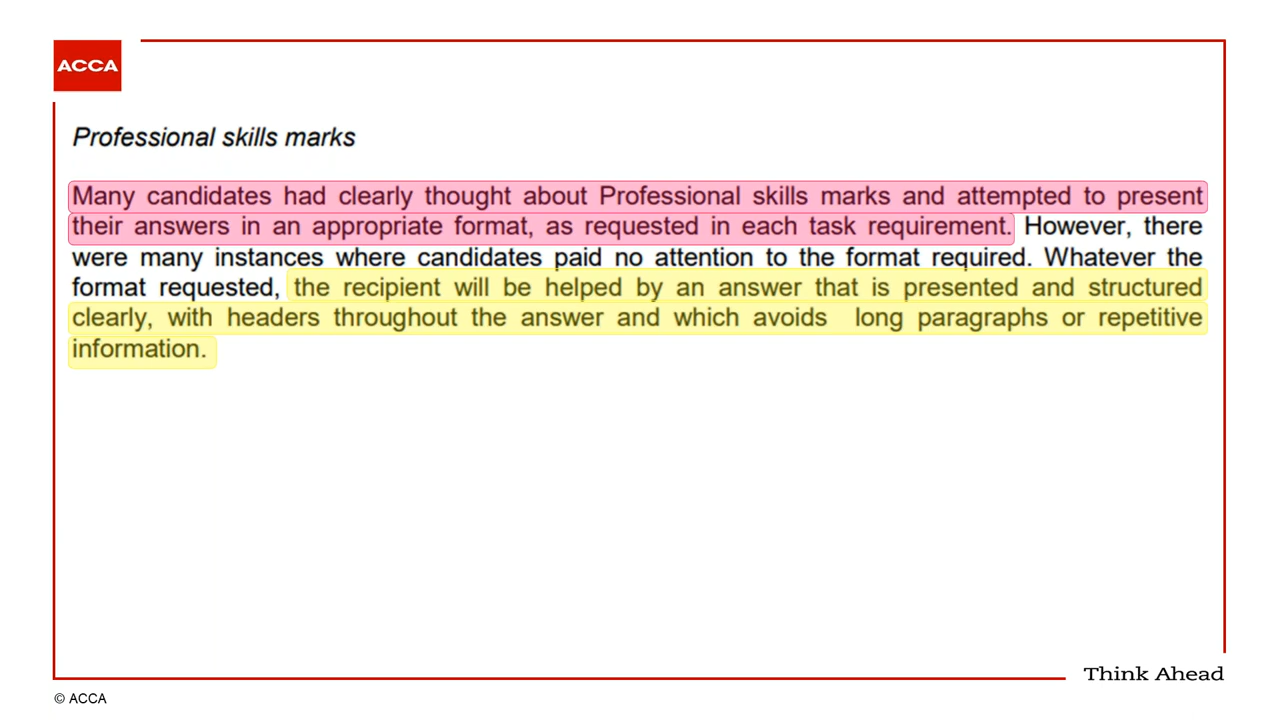 ACCA
Professional skills marks
Many candidates had clearly thought about Professional skills marks and attempted to present
their answers in an appropriate format, as requested in each task requirement. However, there
were many instances where candidates paid no attention to the format required. Whatever the
format requested, the recipient will be helped by an answer that is presented and structured
clearly, with headers throughout the answer and which avoids long paragraphs or repetitive
information.
Think Ahead
© ACCA